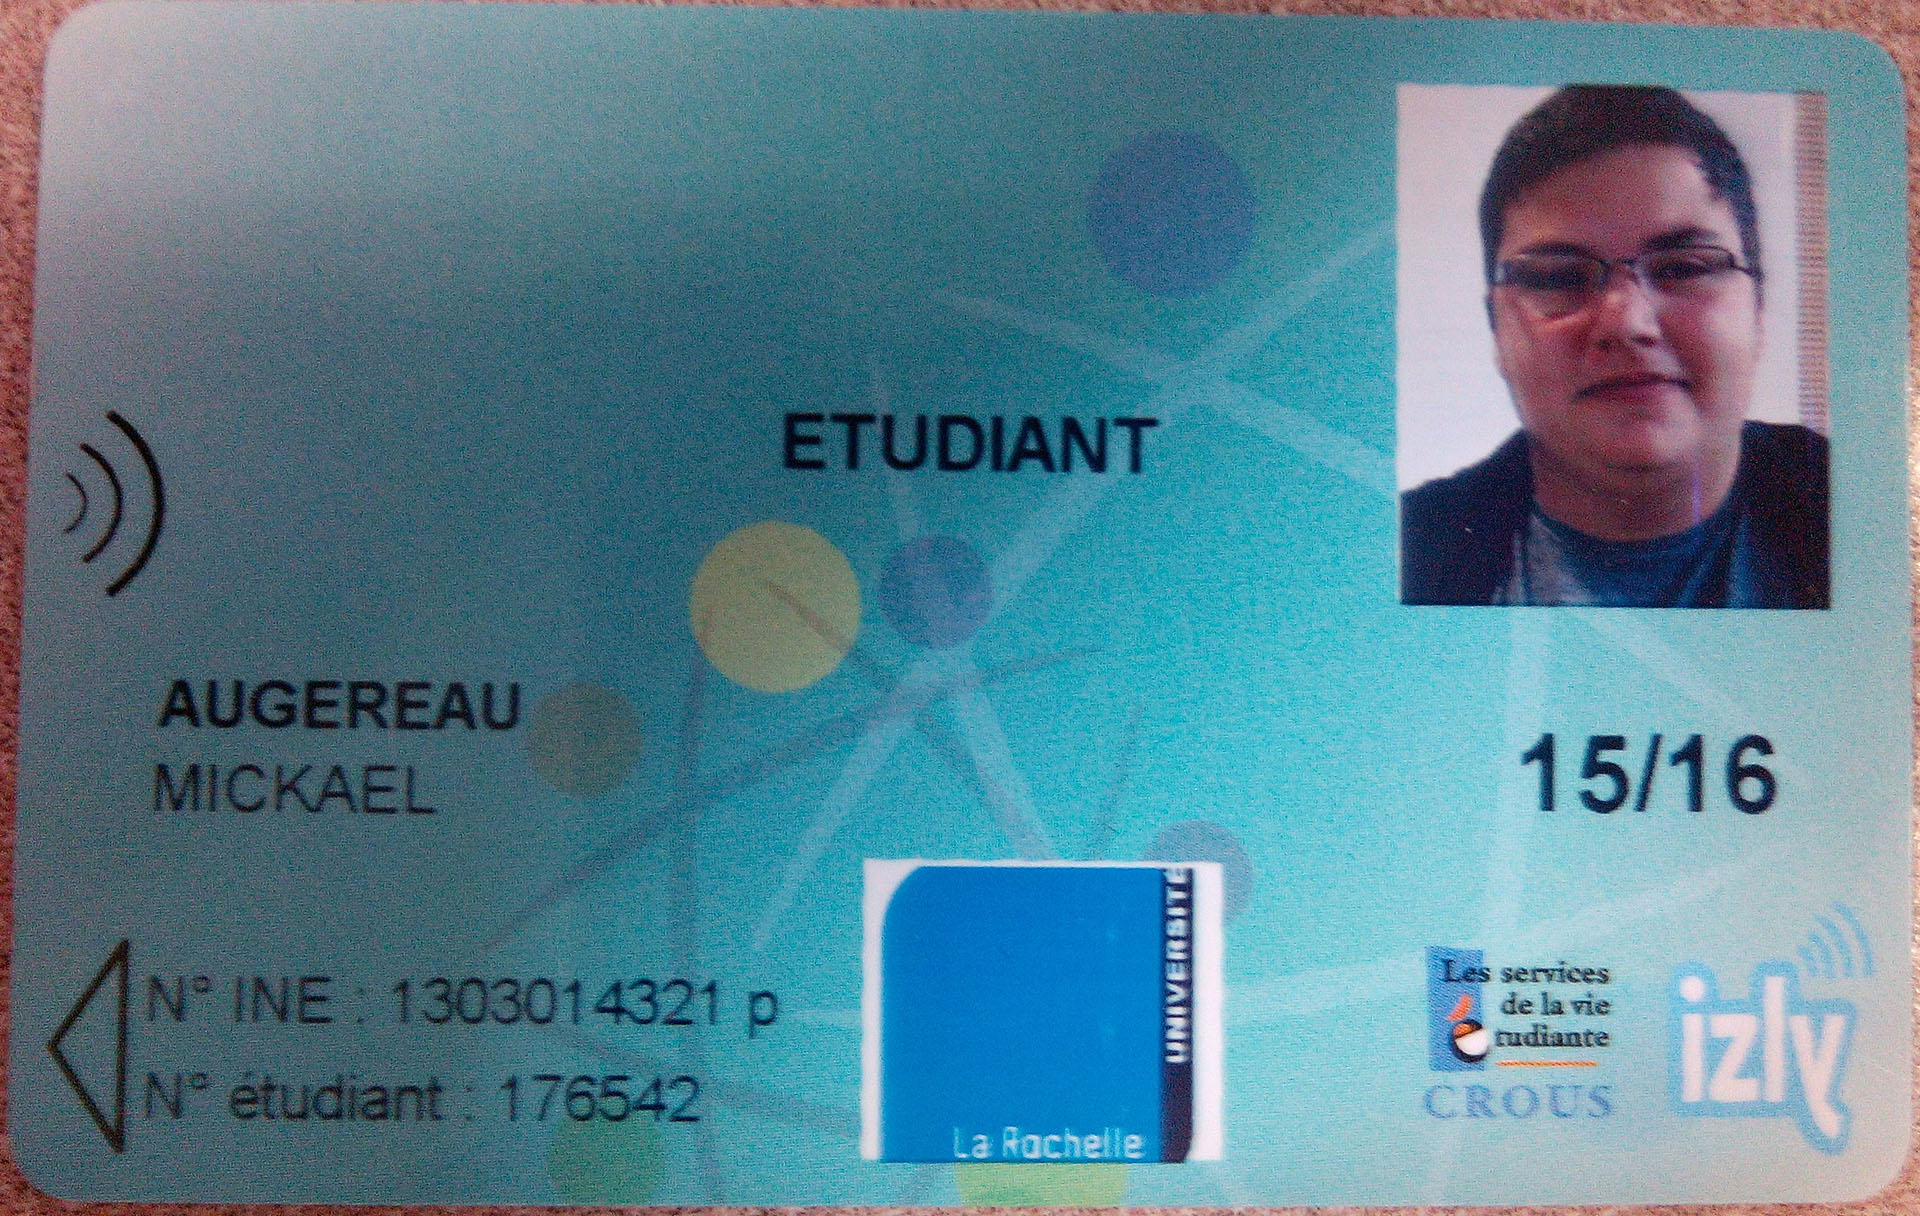 ETUDIANT
AUGEREAU
MICKAEL
15/16
N° INE : 1303014321 p
N° étudiant : 176542
UNIVERSITE
La Rochelle
Les services
de la vie
étudiante
CROUS
izly